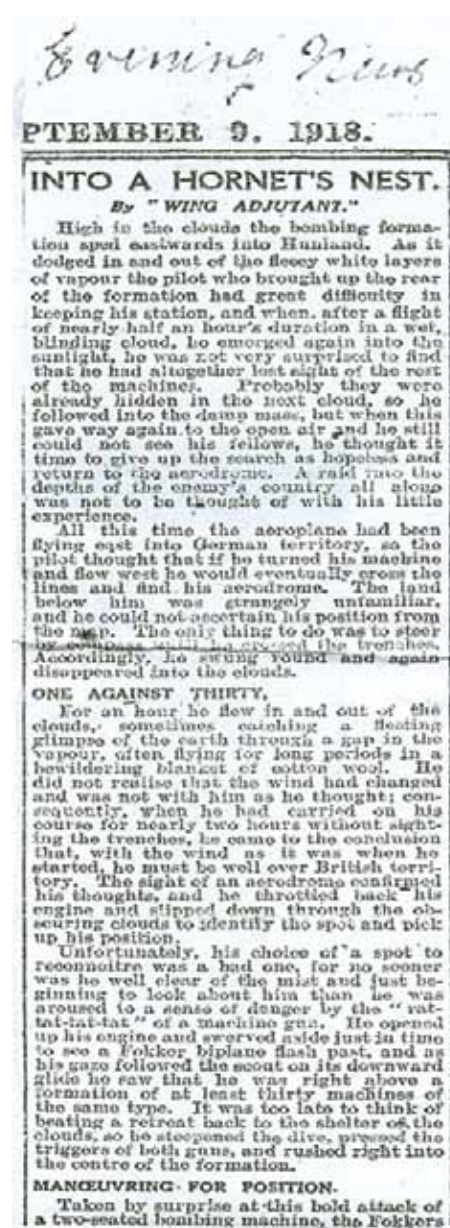 Evening News
PTEMBER 9. 1918.
INTO A HORNET'S NEST.
By "WING ADJUTANT."
High in the clouds the bombing forma-
tion sped eastwards into Hunland. As it
dodged in and out of the fleecy white layers
of vapour the pilot who brought up the rear
of the formation had great difficulty in
keeping his station, and when, after a flight
of nearly half an hour's duration in a wet,
blinding cloud, he emerged again into the
sunlight, he was not very surprised to find
that he had altogether lost sight of the rest
of the machines. Probably they were
already hidden in the next cloud, so he
followed into the damp mass, but when this
gave way again to the open air and he still
could not see his fellows, he thought it
time to give up the search as hopeless and
return to the aerodrome. A raid into the
depths of the enemy's country all alone
was not to be thought of with his little
experience.
All this time the aeroplane had been
flying east into German territory, so the
pilot thought that if he turned his machine
and flew west he would eventually cross the
lines and find his aerodrome. The land
below him was strangely unfamiliar,
and he could not ascertain his position from
the map. The only thing to do was to steer
by compass until he crossed the trenches.
Accordingly, he swung round and again
disappeared into the clouds.
ONE AGAINST THIRTY.
For an hour he flew in and out of the
clouds, sometimes catching a fleeting
glimpse of the earth through a gap in the
vapour, often flying for long periods in a
bewildering blanket of cotton wool. He
did not realise that the wind had changed
and was not with him as he thought; con-
sequently, when he had carried on his
course for nearly two hours without sight-
ing the trenches, he came to the conclusion
that, with the wind as it was when he
started, he must be well over British terri-
tory. The sight of an aerodrome confirmed
his thoughts, and he throttled back his
engine and slipped down through the ob-
scuring clouds to identify the spot and pick
up his position.
Unfortunately, his choice of a spot to
reconnoitre was a bad one, for no sooner
was he well clear of the mist and just be-
ginning to look about him than he was
aroused to a sense of danger by the "rat-
tat-tat-tat" of a machine gun. He opened
up his engine and swerved aside just in time
to see a Fokker biplane flash past, and as
his gaze followed the scout on its downward
glide he saw that he was right above a
formation of at least thirty machines of
the same type. It was too late to think of
beating a retreat back to the shelter of the
clouds, so he steepened the dive, pressed the
triggers of both guns, and rushed right into
the centre of the formation.
MANŒUVRING FOR POSITION.
Taken by surprise at this bold attack of
a two-seated bombing machine, the Fokkers